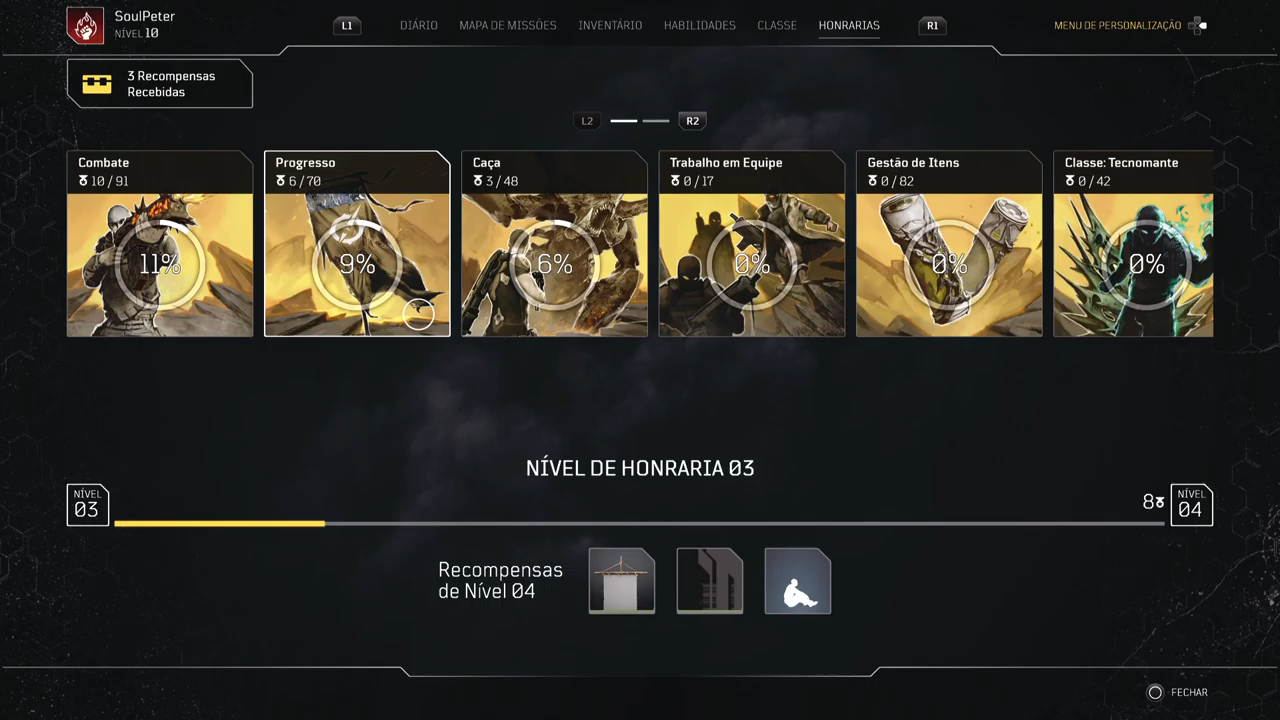 SoulPeter
NÍVEL 10
L1
DIÁRIO
MAPA DE MISSÕES
INVENTÁRIO
HABILIDADES
CLASSE
HONRARIAS
R1
MENU DE PERSONALIZAÇÃO
3 Recompensas
Recebidas
L2
R2
Combate
10 / 91
11%
Progresso
6 / 70
9%
Caça
3 / 48
6%
Trabalho em Equipe
0 / 17
0%
Gestão de Itens
0 / 82
0%
Classe: Tecnomante
0 / 42
0%
NÍVEL DE HONRARIA 03
NÍVEL
03
8
NÍVEL
04
Recompensas
de Nível 04
FECHAR